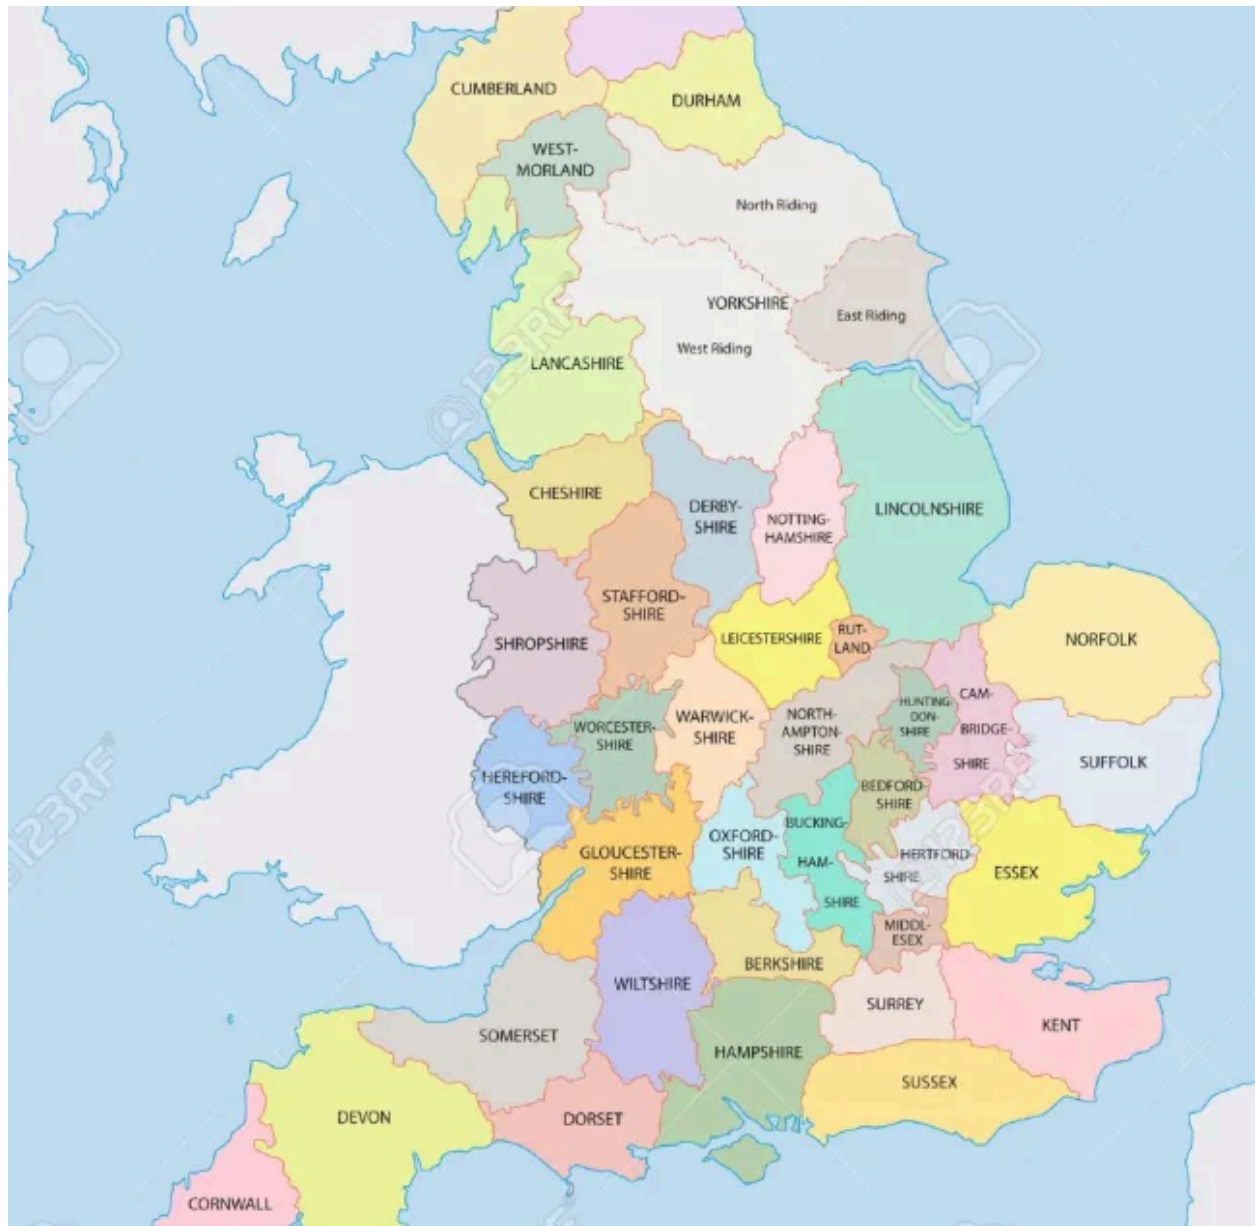 CUMBERLAND
DURHAM
WEST-
MORLAND
North Riding
YORKSHIRE
East Riding
West Riding
LANCASHIRE
CHESHIRE
DERBY-
SHIRE
NOTTING-
HAMSHIRE
LINCOLNSHIRE
STAFFORD-
SHIRE
SHROPSHIRE
LEICESTERSHIRE
RUT-
LAND
NORFOLK
CAM-
BRIDGE-
SHIRE
HUNTING
DON-
SHIRE
NORTH-
AMPTON-
SHIRE
WARWICK-
SHIRE
WORCESTER-
SHIRE
HEREFORD-
SHIRE
SUFFOLK
BEDFORD-
SHIRE
BUCKING-
HAM-
SHIRE
OXFORD-
SHIRE
GLOUCESTER-
SHIRE
HERTFORD-
SHIRE
ESSEX
MIDDL-
ESEX
BERKSHIRE
WILTSHIRE
SURREY
KENT
SOMERSET
HAMPSHIRE
SUSSEX
DEVON
DORSET
CORNWALL
123RF
123RF
123RF